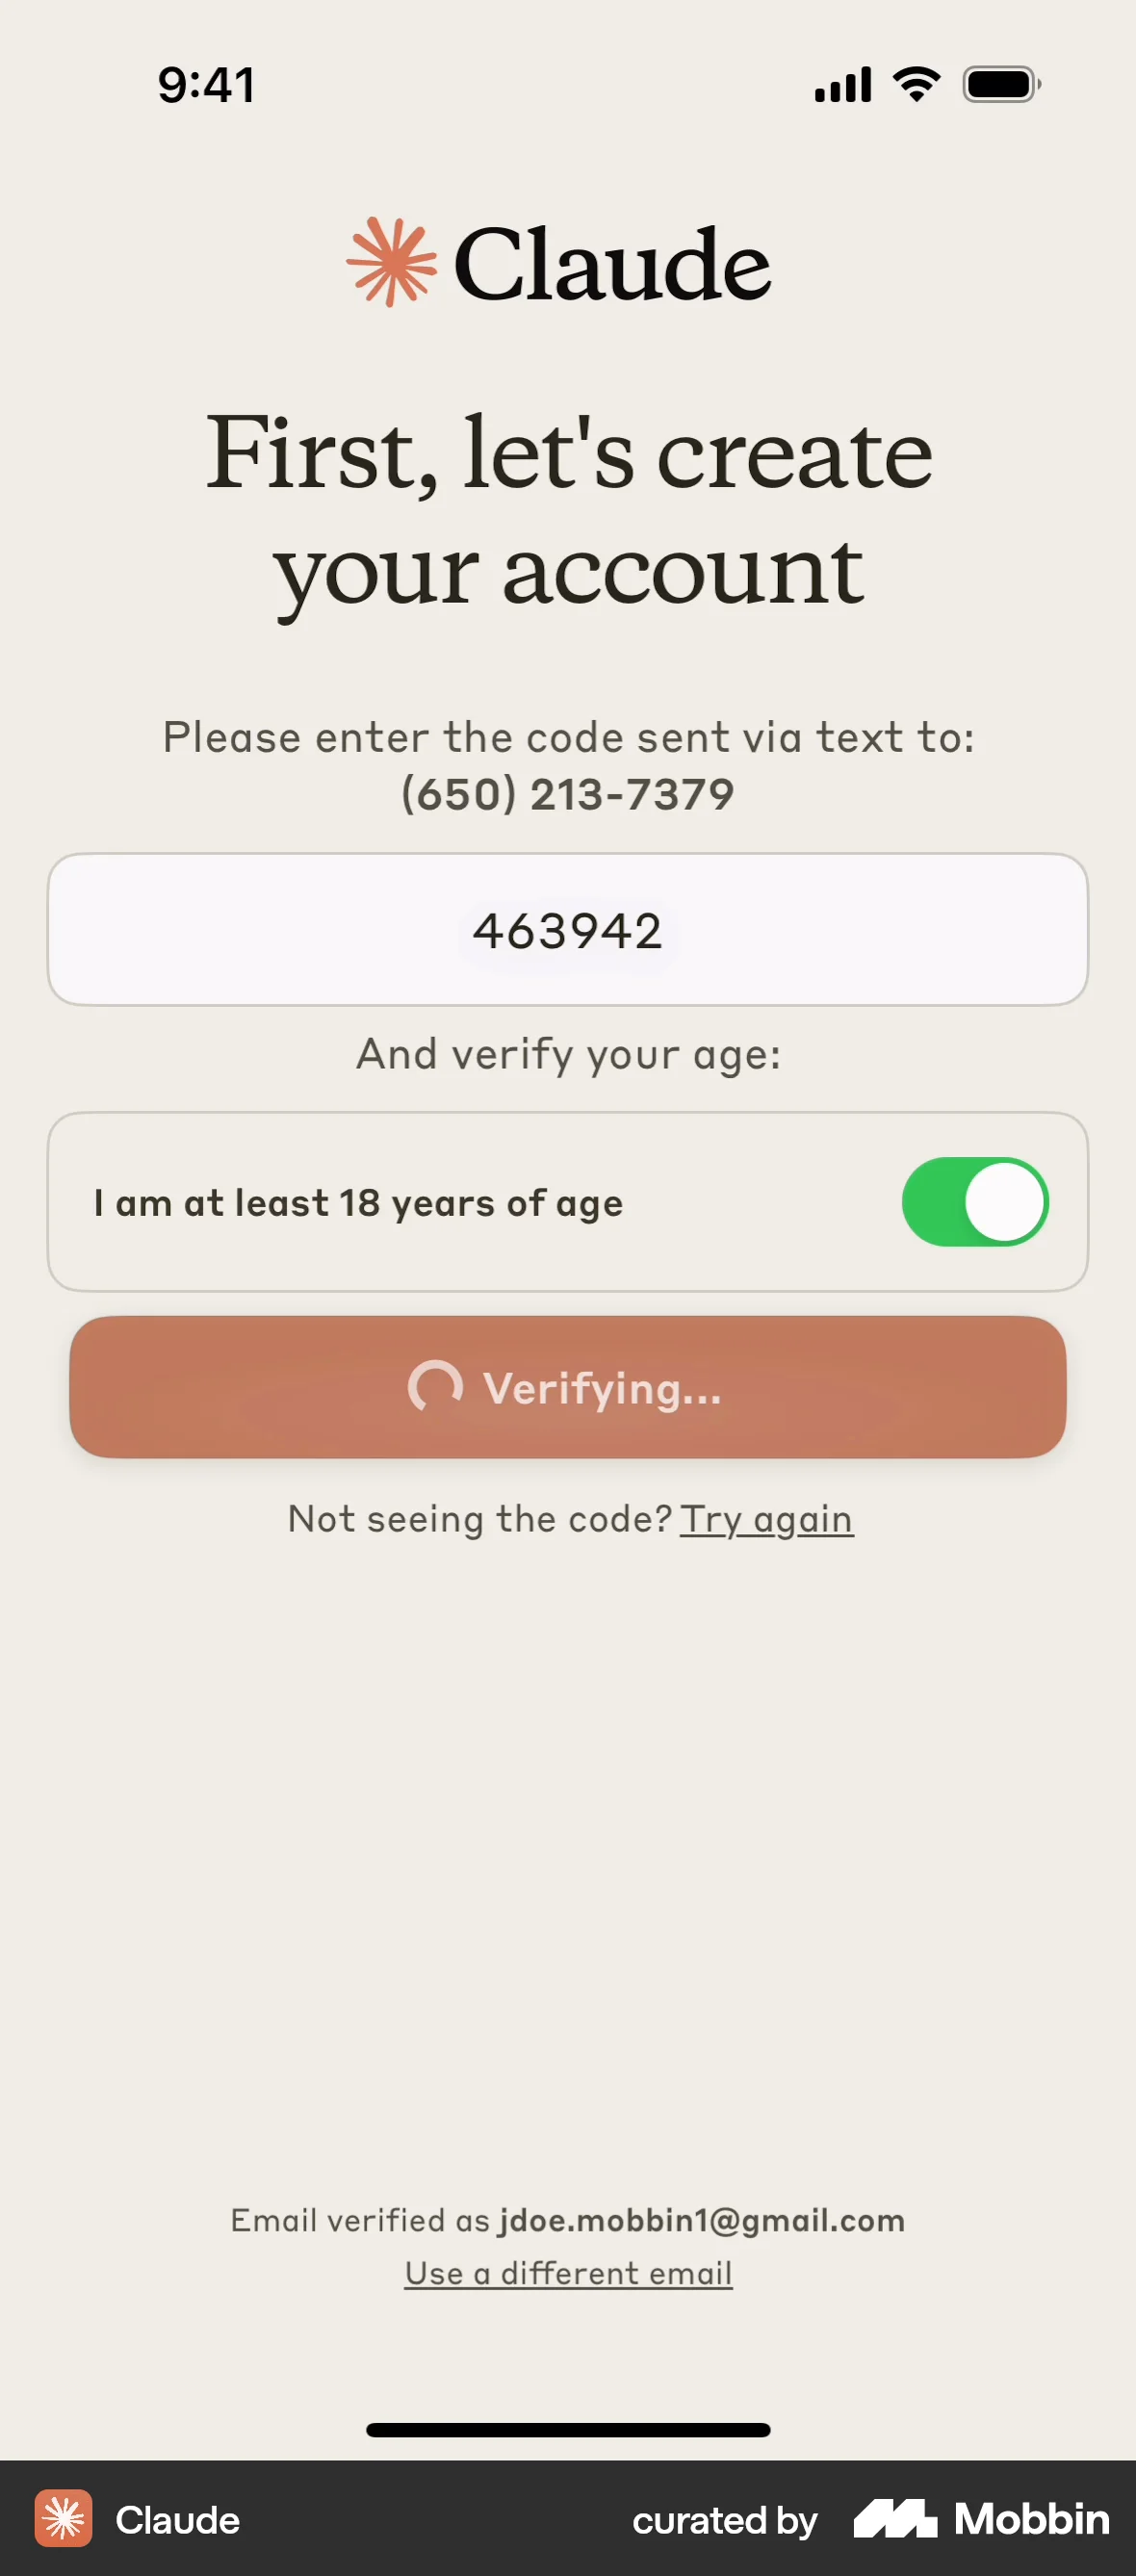 9:41
Claude
First, let's create
your account
Please enter the code sent via text to:
(650) 213-7379
463942
And verify your age:
I am at least 18 years of age
Verifying...
Not seeing the code? Try again
Email verified as jdoe.mobbin1@gmail.com
Use a different email
Claude
curated by Mobbin